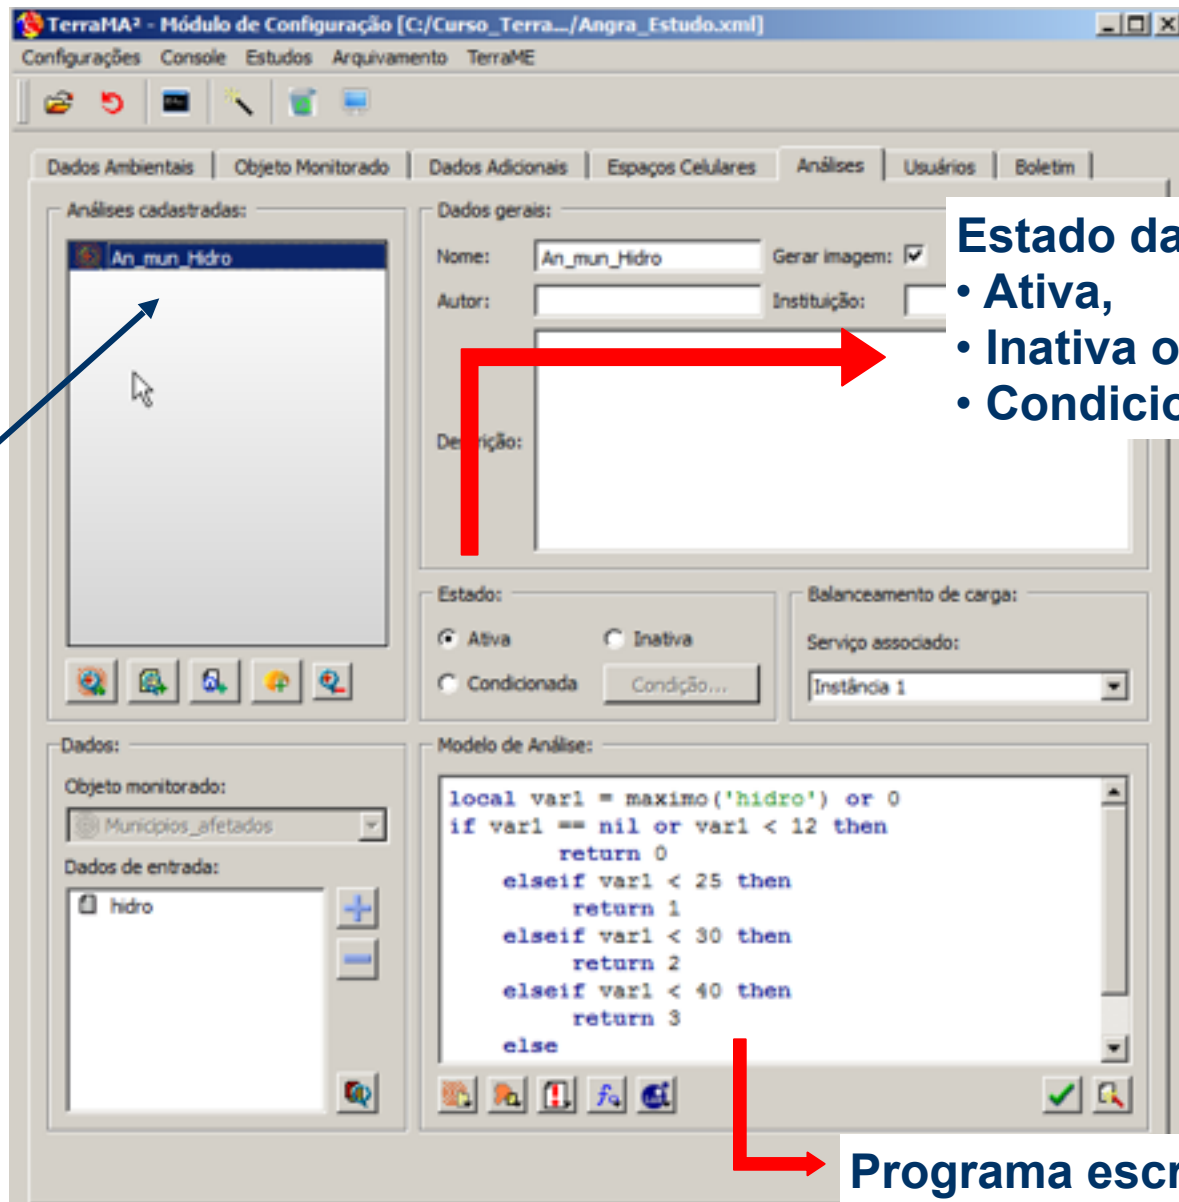 TerraMA² - Módulo de Configuração [C:/Curso_Terra.../Angra_Estudo.xml]
Configurações Console Estudos Arquivamento TerraME
Dados Ambientais Objeto Monitorado Dados Adicionais Espaços Celulares Análises Usuários Boletim
Análises cadastradas:
An_mun_Hidro
Dados gerais:
Nome: An_mun_Hidro Gerar imagem:
Autor: Instituição:
Descrição:
Estado da
• Ativa,
• Inativa o
• Condicio
Estado:
Ativa Inativa
Condicionada Condição...
Balanceamento de carga:
Serviço associado:
Instância 1
Dados:
Objeto monitorado:
Municipios_afetados
Dados de entrada:
hidro
Modelo de Análise:
local var1 = maximo('hidro') or 0
if var1 == nil or var1 < 12 then
return 0
elseif var1 < 25 then
return 1
elseif var1 < 30 then
return 2
elseif var1 < 40 then
return 3
else
Programa escr